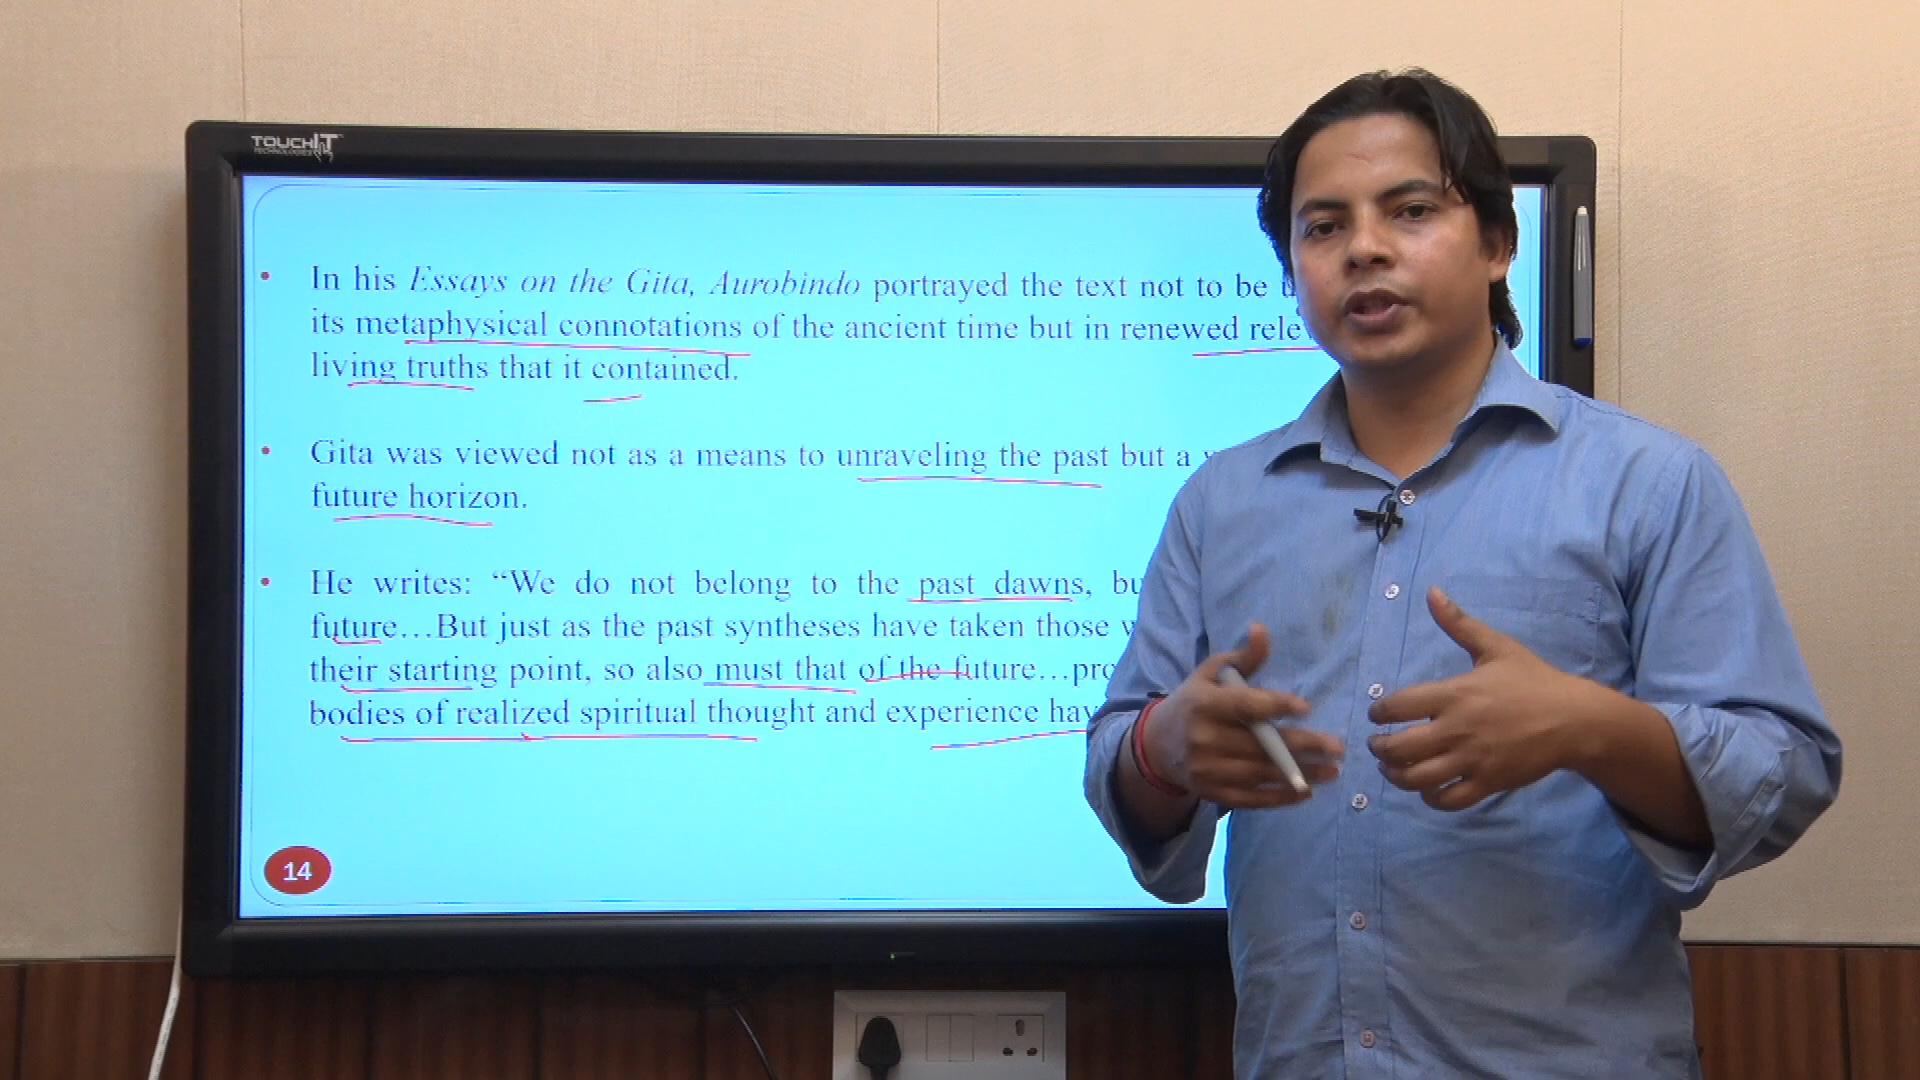 TOUCHIT
TECHNOLOGIES
• In his Essays on the Gita, Aurobindo portrayed the text not to be
its metaphysical connotations of the ancient time but in renewed
living truths that it contained.
• Gita was viewed not as a means to unraveling the past but a
future horizon.
• He writes: “We do not belong to the past dawns,
future…But just as the past syntheses have taken those
their starting point, so also must that of the future…
bodies of realized spiritual thought and experience
14